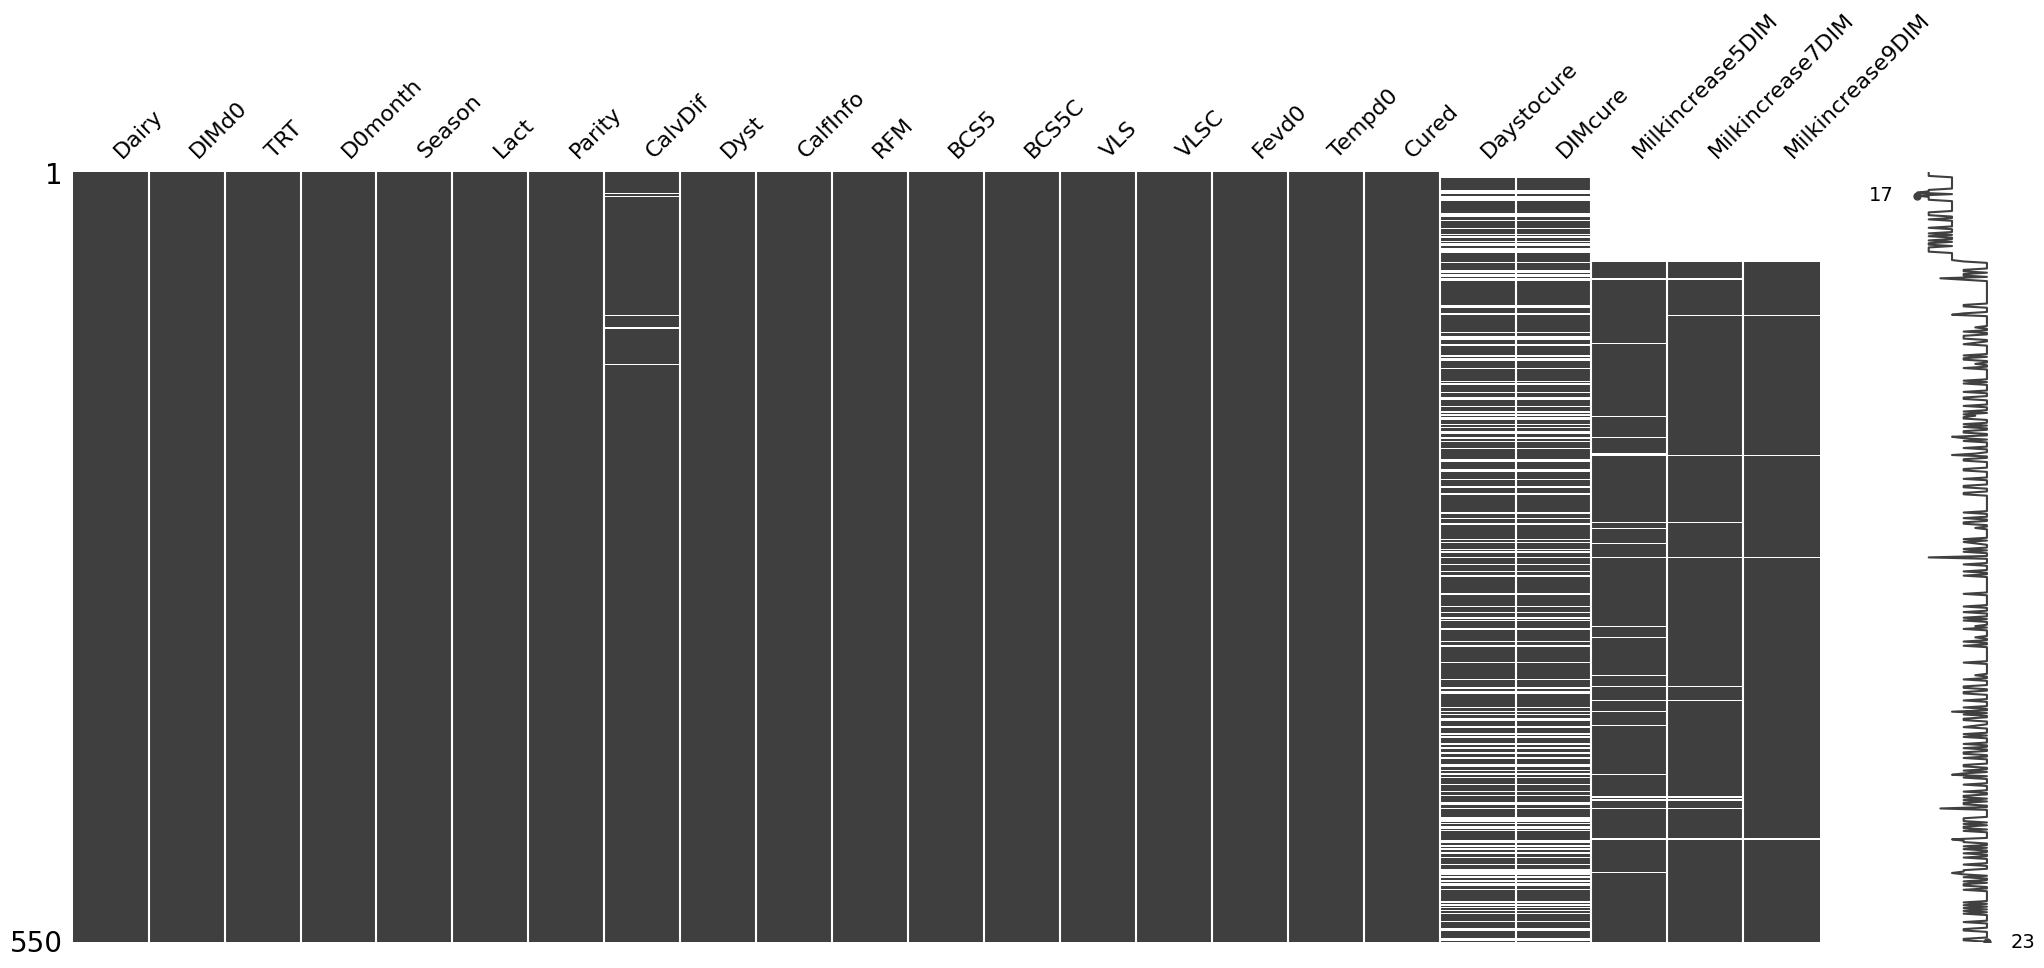 Dairy
DIMd0
TRT
D0month
Season
Lact
Parity
CalvDif
Dyst
CalfInfo
RFM
BCS5
BCS5C
VLS
VLSC
Fevd0
Tempd0
Cured
Daystocure
DIMcure
Milkincrease5DIM
Milkincrease7DIM
Milkincrease9DIM
1
17
550
23